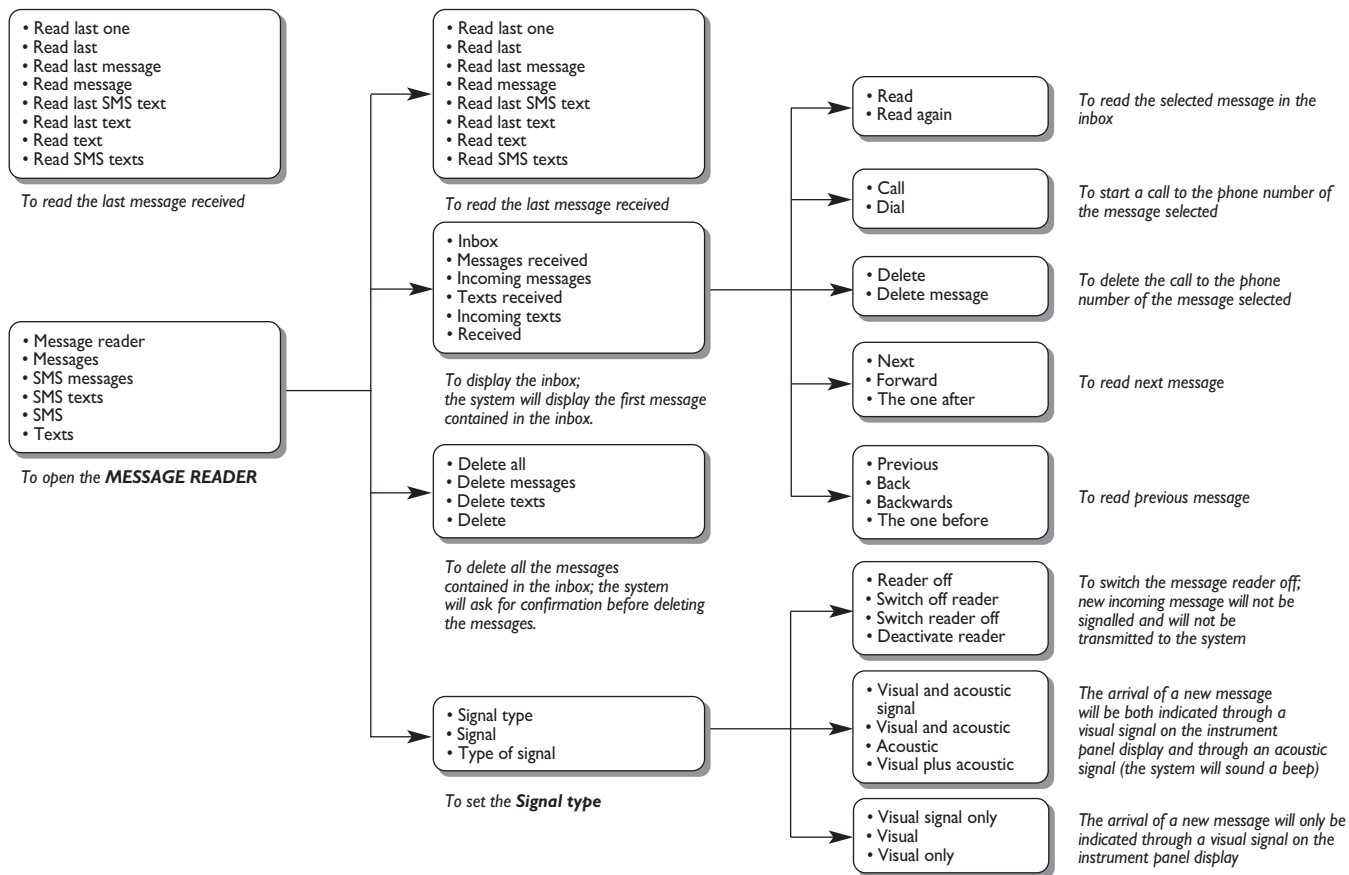 • Read last one
• Read last
• Read last message
• Read message
• Read last SMS text
• Read last text
• Read text
• Read SMS texts
To read the last message received
• Message reader
• Messages
• SMS messages
• SMS texts
• SMS
• Texts
To open the MESSAGE READER
• Read last one
• Read last
• Read last message
• Read message
• Read last SMS text
• Read last text
• Read text
• Read SMS texts
To read the last message received
• Inbox
• Messages received
• Incoming messages
• Texts received
• Incoming texts
• Received
To display the inbox;
the system will display the first message
contained in the inbox.
• Delete all
• Delete messages
• Delete texts
• Delete
To delete all the messages
contained in the inbox; the system
will ask for confirmation before deleting
the messages.
• Signal type
• Signal
• Type of signal
To set the Signal type
• Read
• Read again
To read the selected message in the
inbox
• Call
• Dial
To start a call to the phone number of
the message selected
• Delete
• Delete message
To delete the call to the phone
number of the message selected
• Next
• Forward
• The one after
To read next message
• Previous
• Back
• Backwards
• The one before
To read previous message
• Reader off
• Switch off reader
• Switch reader off
• Deactivate reader
To switch the message reader off;
new incoming message will not be
signalled and will not be
transmitted to the system
• Visual and acoustic
signal
• Visual and acoustic
• Acoustic
• Visual plus acoustic
The arrival of a new message
will be both indicated through a
visual signal on the instrument
panel display and through an acoustic
signal (the system will sound a beep)
• Visual signal only
• Visual
• Visual only
The arrival of a new message will only be
indicated through a visual signal on the
instrument panel display